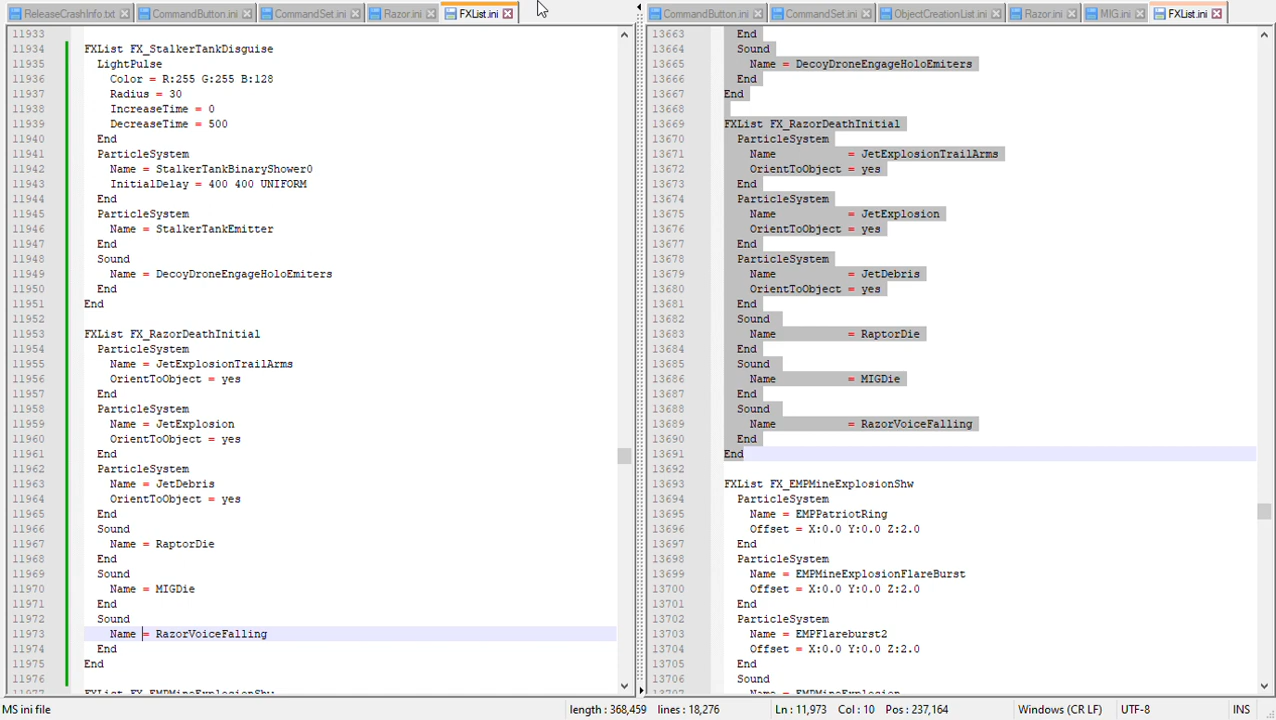 ReleaseCrashInfo.txt CommandButton.ini CommandSet.ini Razor.ini FXList.ini
11933
11934 FXList FX_StalkerTankDisguise
11935 LightPulse
11936 Color = R:255 G:255 B:128
11937 Radius = 30
11938 IncreaseTime = 0
11939 DecreaseTime = 500
11940 End
11941 ParticleSystem
11942 Name = StalkerTankBinaryShower0
11943 InitialDelay = 400 400 UNIFORM
11944 End
11945 ParticleSystem
11946 Name = StalkerTankEmitter
11947 End
11948 Sound
11949 Name = DecoyDroneEngageHoloEmiters
11950 End
11951 End
11952
11953 FXList FX_RazorDeathInitial
11954 ParticleSystem
11955 Name = JetExplosionTrailArms
11956 OrientToObject = yes
11957 End
11958 ParticleSystem
11959 Name = JetExplosion
11960 OrientToObject = yes
11961 End
11962 ParticleSystem
11963 Name = JetDebris
11964 OrientToObject = yes
11965 End
11966 Sound
11967 Name = RaptorDie
11968 End
11969 Sound
11970 Name = MIGDie
11971 End
11972 Sound
11973 Name = RazorVoiceFalling
11974 End
11975 End
11976
11977 FXList FX_EMPMineExplosionShw
CommandButton.ini CommandSet.ini ObjectCreationList.ini Razor.ini MIG.ini FXList.ini
13663 End
13664 Sound
13665 Name = DecoyDroneEngageHoloEmiters
13666 End
13667 End
13668
13669 FXList FX_RazorDeathInitial
13670 ParticleSystem
13671 Name = JetExplosionTrailArms
13672 OrientToObject = yes
13673 End
13674 ParticleSystem
13675 Name = JetExplosion
13676 OrientToObject = yes
13677 End
13678 ParticleSystem
13679 Name = JetDebris
13680 OrientToObject = yes
13681 End
13682 Sound
13683 Name = RaptorDie
13684 End
13685 Sound
13686 Name = MIGDie
13687 End
13688 Sound
13689 Name = RazorVoiceFalling
13690 End
13691 End
13692
13693 FXList FX_EMPMineExplosionShw
13694 ParticleSystem
13695 Name = EMPPatriotRing
13696 Offset = X:0.0 Y:0.0 Z:2.0
13697 End
13698 ParticleSystem
13699 Name = EMPMineExplosionFlareBurst
13700 Offset = X:0.0 Y:0.0 Z:2.0
13701 End
13702 ParticleSystem
13703 Name = EMPFlareburst2
13704 Offset = X:0.0 Y:0.0 Z:2.0
13705 End
13706 Sound
13707 Name = EMPMineExplosion
MS ini file length : 368,459 lines : 18,276 Ln : 11,973 Col : 10 Pos : 237,164 Windows (CR LF) UTF-8 INS